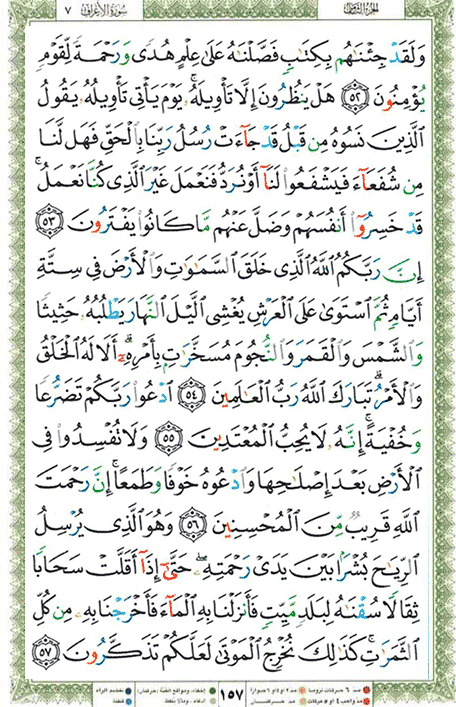 الجزء الثامن
سورة الأعراف ٧
وَلَقَدْ جِئْنَٰهُم بِكِتَٰبٍ فَصَّلْنَٰهُ عَلَىٰ عِلْمٍ هُدًى وَرَحْمَةً لِّقَوْمٍ
يُؤْمِنُونَ ٥٢ هَلْ يَنظُرُونَ إِلَّا تَأْوِيلَهُۥ ۚ يَوْمَ يَأْتِى تَأْوِيلُهُۥ يَقُولُ
ٱلَّذِينَ نَسُوهُ مِن قَبْلُ قَدْ جَآءَتْ رُسُلُ رَبِّنَا بِٱلْحَقِّ فَهَل لَّنَا
مِن شُفَعَآءَ فَيَشْفَعُوا۟ لَنَآ أَوْ نُرَدُّ فَنَعْمَلَ غَيْرَ ٱلَّذِى كُنَّا نَعْمَلُ ۚ
قَدْ خَسِرُوٓا۟ أَنفُسَهُمْ وَضَلَّ عَنْهُم مَّا كَانُوا۟ يَفْتَرُونَ ٥٣
إِنَّ رَبَّكُمُ ٱللَّهُ ٱلَّذِى خَلَقَ ٱلسَّمَٰوَٰتِ وَٱلْأَرْضَ فِى سِتَّةِ
أَيَّامٍ ثُمَّ ٱسْتَوَىٰ عَلَى ٱلْعَرْشِ يُغْشِى ٱلَّيْلَ ٱلنَّهَارَ يَطْلُبُهُۥ حَثِيثًا
وَٱلشَّمْسَ وَٱلْقَمَرَ وَٱلنُّجُومَ مُسَخَّرَٰتٍۭ بِأَمْرِهِۦٓ ۗ أَلَا لَهُ ٱلْخَلْقُ
وَٱلْأَمْرُ ۗ تَبَارَكَ ٱللَّهُ رَبُّ ٱلْعَٰلَمِينَ ٥٤ ٱدْعُوا۟ رَبَّكُمْ تَضَرُّعًا
وَخُفْيَةً ۚ إِنَّهُۥ لَا يُحِبُّ ٱلْمُعْتَدِينَ ٥٥ وَلَا تُفْسِدُوا۟ فِى
ٱلْأَرْضِ بَعْدَ إِصْلَٰحِهَا وَٱدْعُوهُ خَوْفًا وَطَمَعًا ۚ إِنَّ رَحْمَتَ
ٱللَّهِ قَرِيبٌ مِّنَ ٱلْمُحْسِنِينَ ٥٦ وَهُوَ ٱلَّذِى يُرْسِلُ
ٱلرِّيَٰحَ بُشْرًۢا بَيْنَ يَدَىْ رَحْمَتِهِۦ ۖ حَتَّىٰٓ إِذَآ أَقَلَّتْ سَحَابًا
ثِقَالًا سُقْنَٰهُ لِبَلَدٍ مَّيِّتٍ فَأَنزَلْنَا بِهِ ٱلْمَآءَ فَأَخْرَجْنَا بِهِۦ مِن كُلِّ
ٱلثَّمَرَٰتِ ۚ كَذَٰلِكَ نُخْرِجُ ٱلْمَوْتَىٰ لَعَلَّكُمْ تَذَكَّرُونَ ٥٧
١٥٧